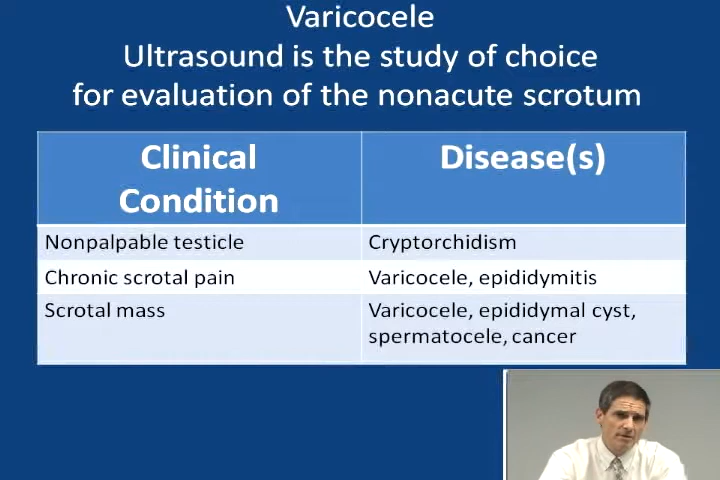 Varicocele
Ultrasound is the study of choice
for evaluation of the nonacute scrotum
Clinical
Condition
Disease(s)
Nonpalpable testicle
Cryptorchidism
Chronic scrotal pain
Varicocele, epididymitis
Scrotal mass
Varicocele, epididymal cyst,
spermatocele, cancer